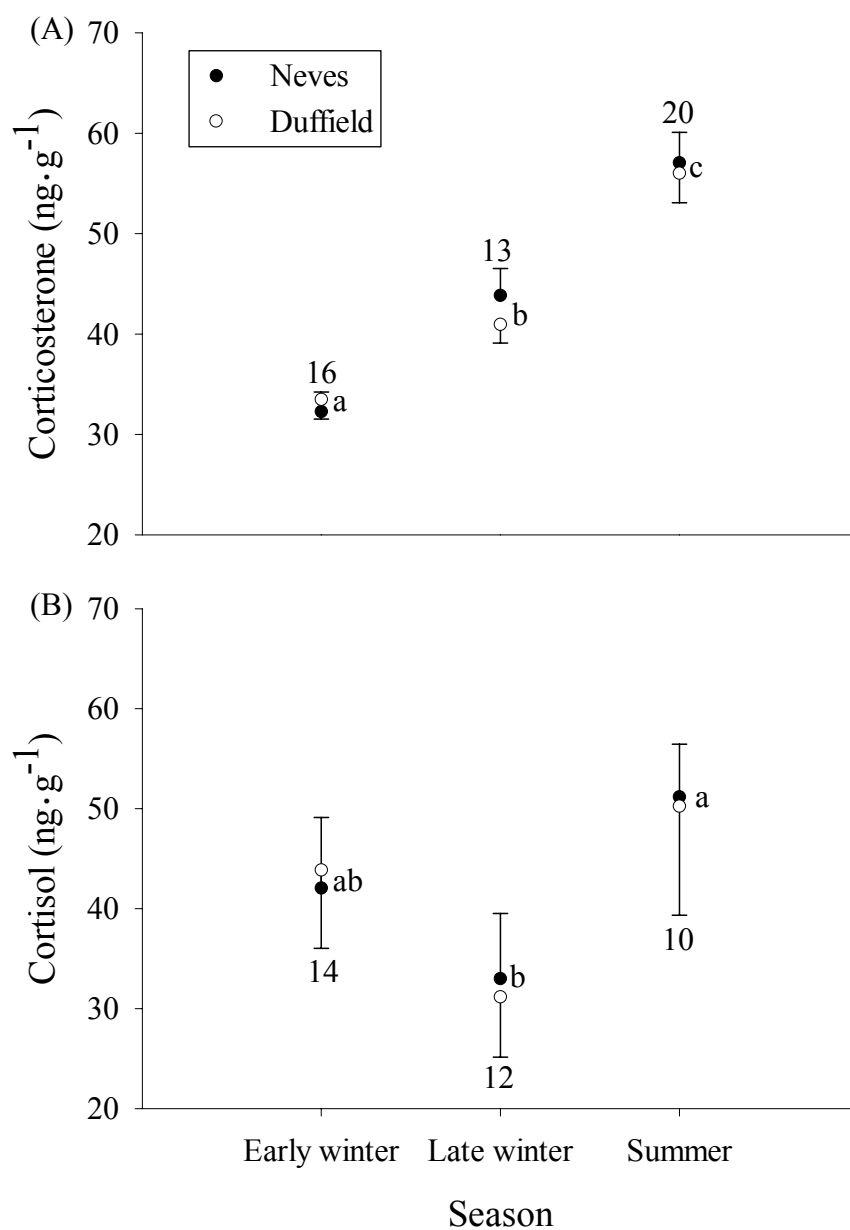 (A)
70
60
50
40
30
20
Corticosterone (ng·g⁻¹)
Neves
Duffield
16
a
13
b
20
c
(B)
70
60
50
40
30
20
Cortisol (ng·g⁻¹)
ab
14
b
12
a
10
Early winter Late winter Summer
Season